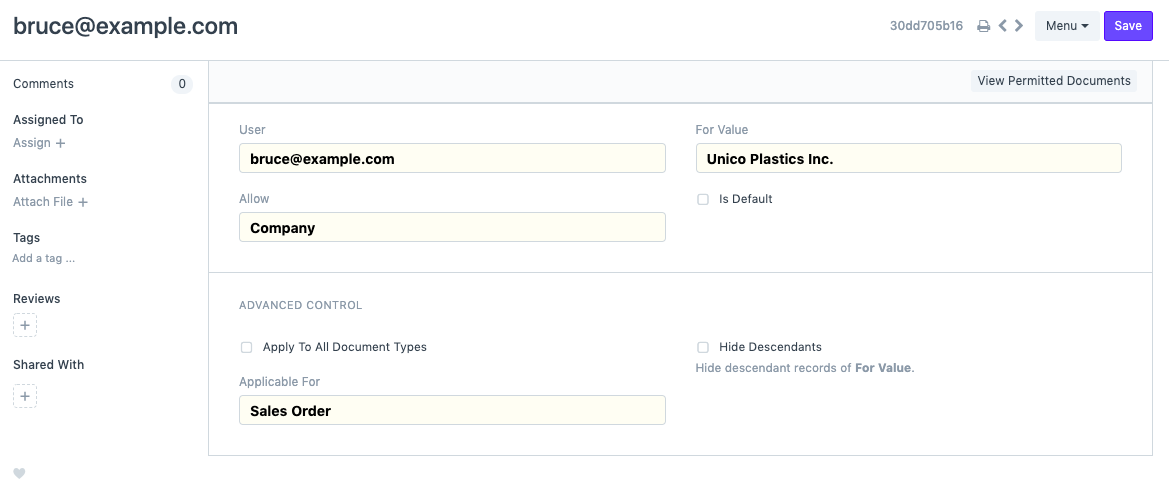 bruce@example.com
30dd705b16
Menu
Save
Comments
0
Assigned To
Assign +
Attachments
Attach File +
Tags
Add a tag ...
Reviews
+
Shared With
+
View Permitted Documents
User
bruce@example.com
For Value
Unico Plastics Inc.
Allow
Company
Is Default
ADVANCED CONTROL
Apply To All Document Types
Hide Descendants
Hide descendant records of For Value.
Applicable For
Sales Order